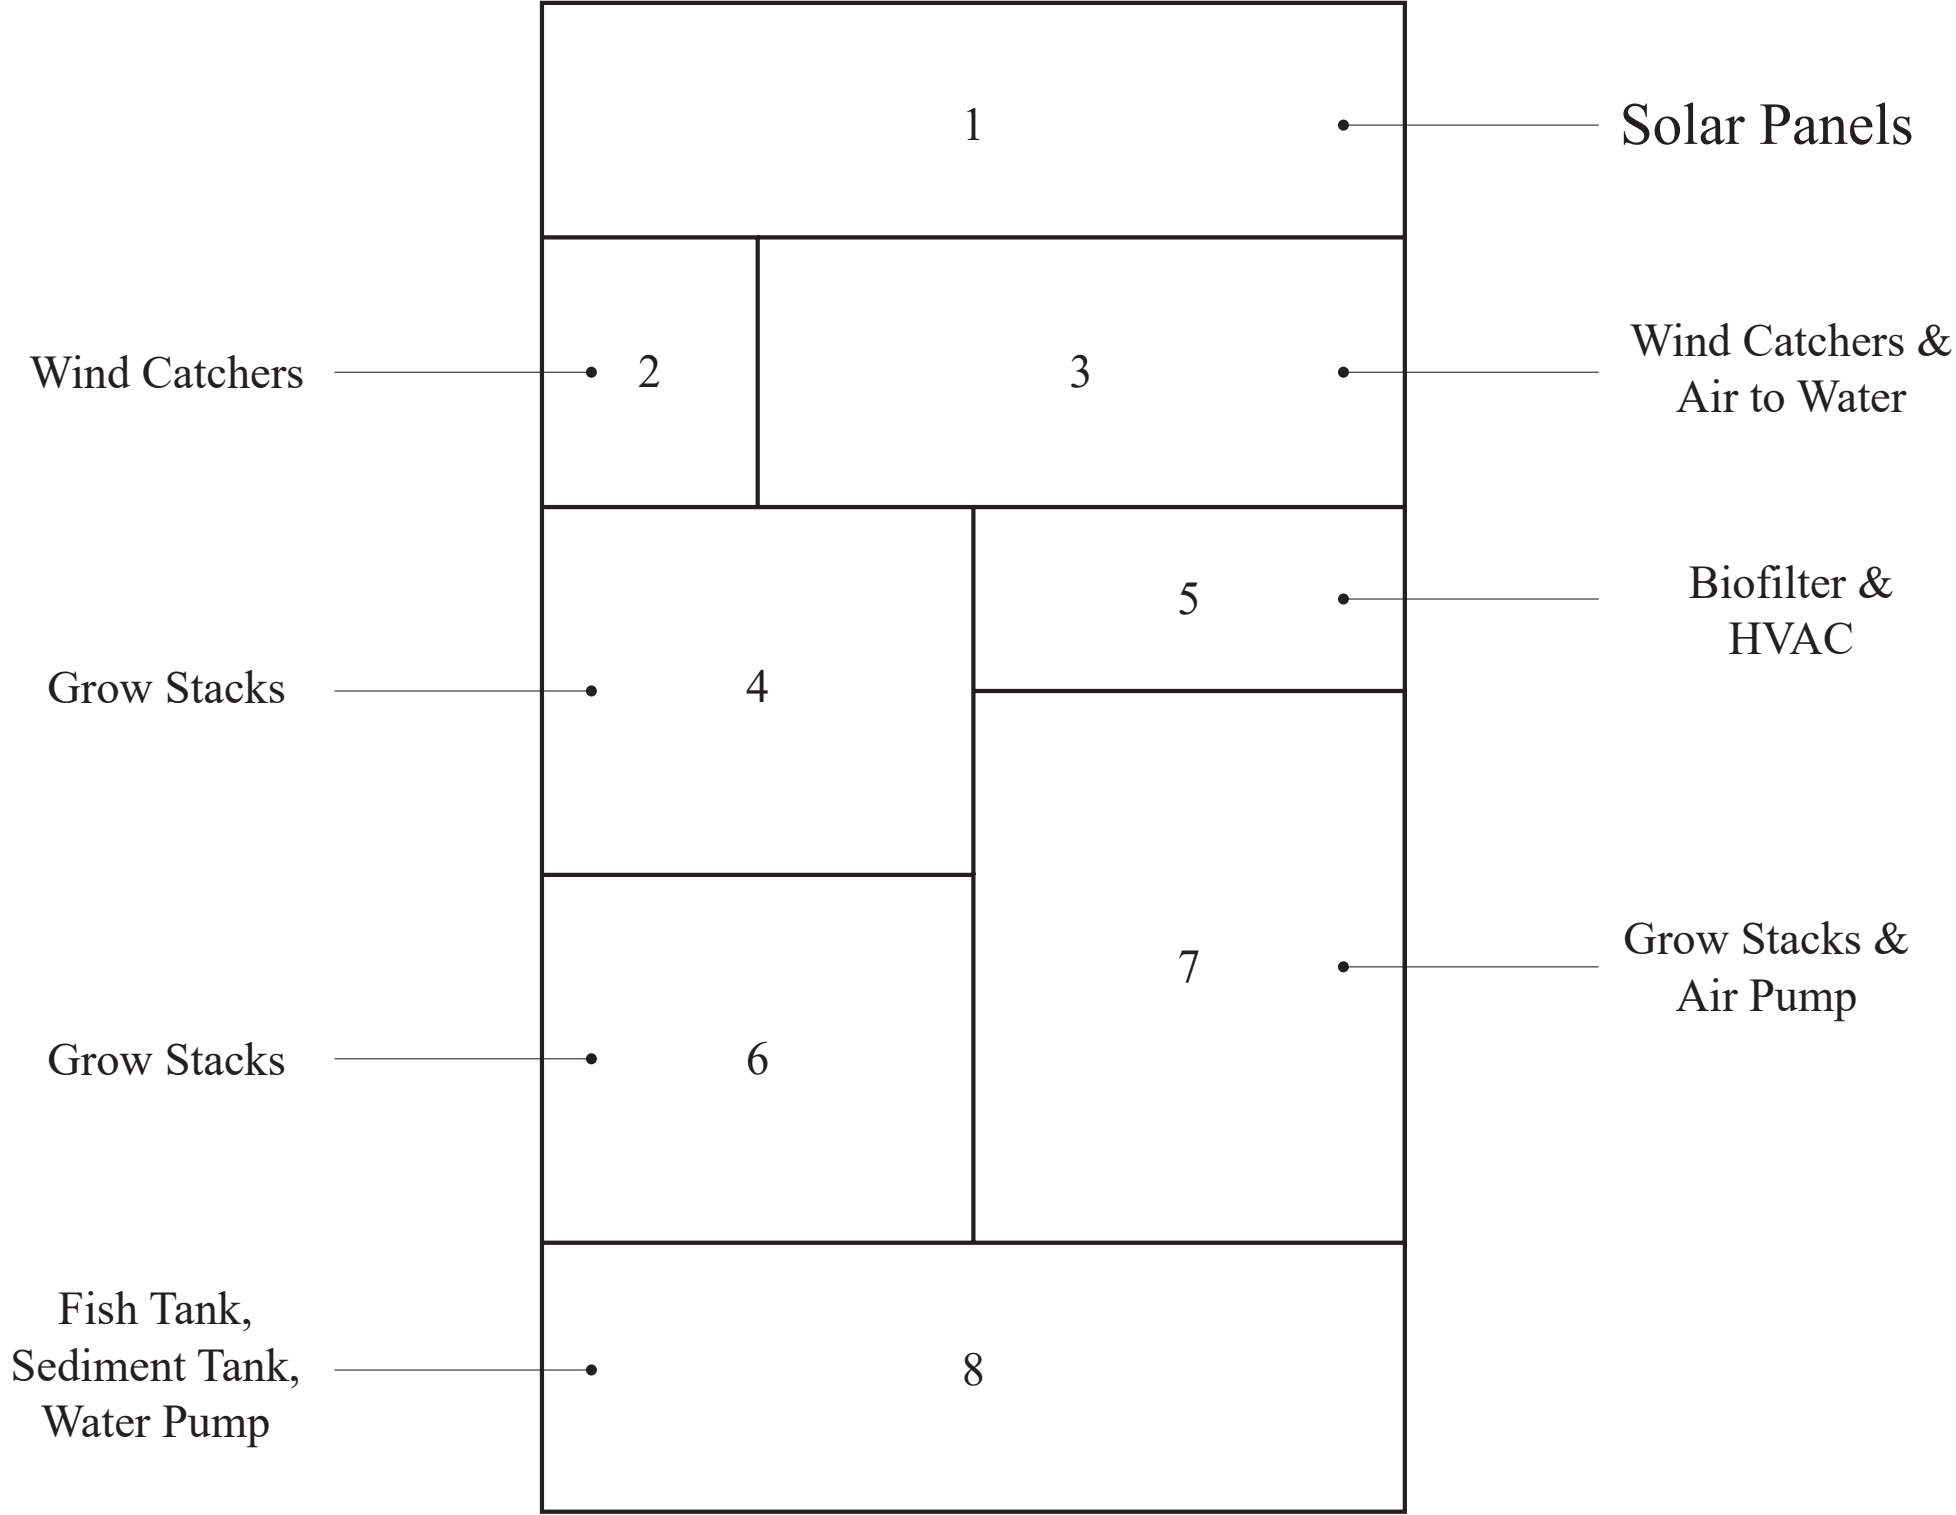 1
Solar Panels
Wind Catchers
2
3
Wind Catchers &
Air to Water
Grow Stacks
4
5
Biofilter &
HVAC
Grow Stacks
6
7
Grow Stacks &
Air Pump
Fish Tank,
Sediment Tank,
Water Pump
8